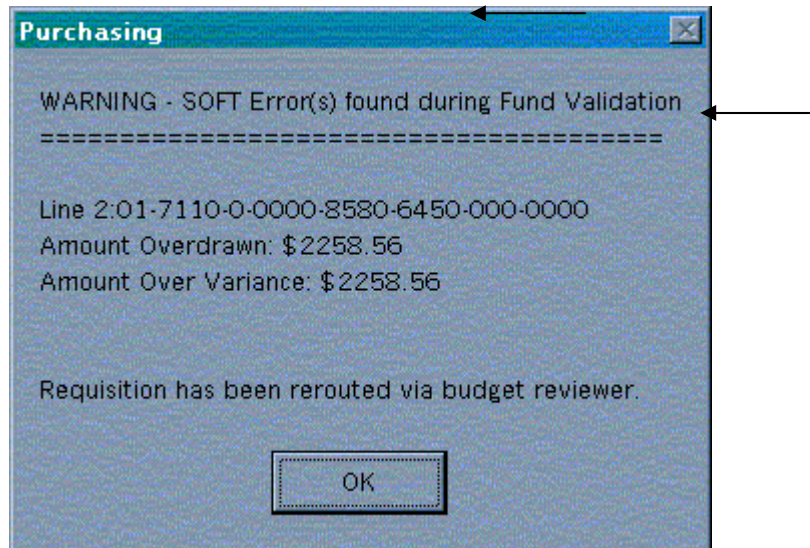 Purchasing
WARNING - SOFT Error(s) found during Fund Validation
========================================
Line 2:01-7110-0-0000-8580-6450-000-0000
Amount Overdrawn: $2258.56
Amount Over Variance: $2258.56
Requisition has been rerouted via budget reviewer.
OK